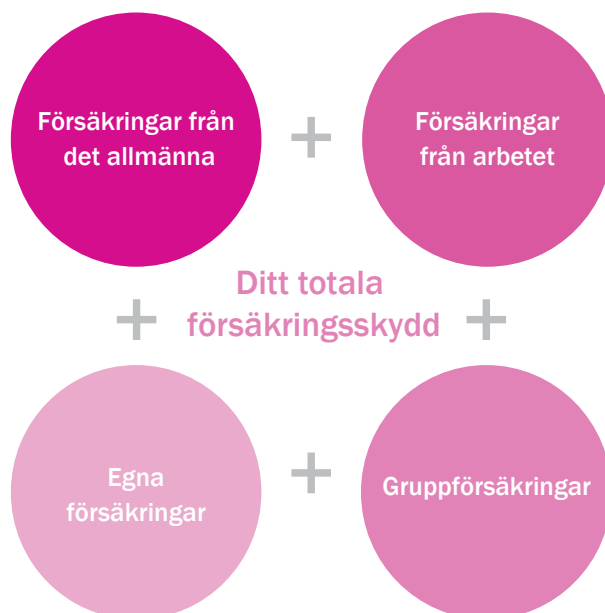 Försäkringar från
det allmänna
+
Försäkringar
från arbetet
+
Ditt totala
försäkringsskydd
+
Egna
försäkringar
+
Gruppförsäkringar